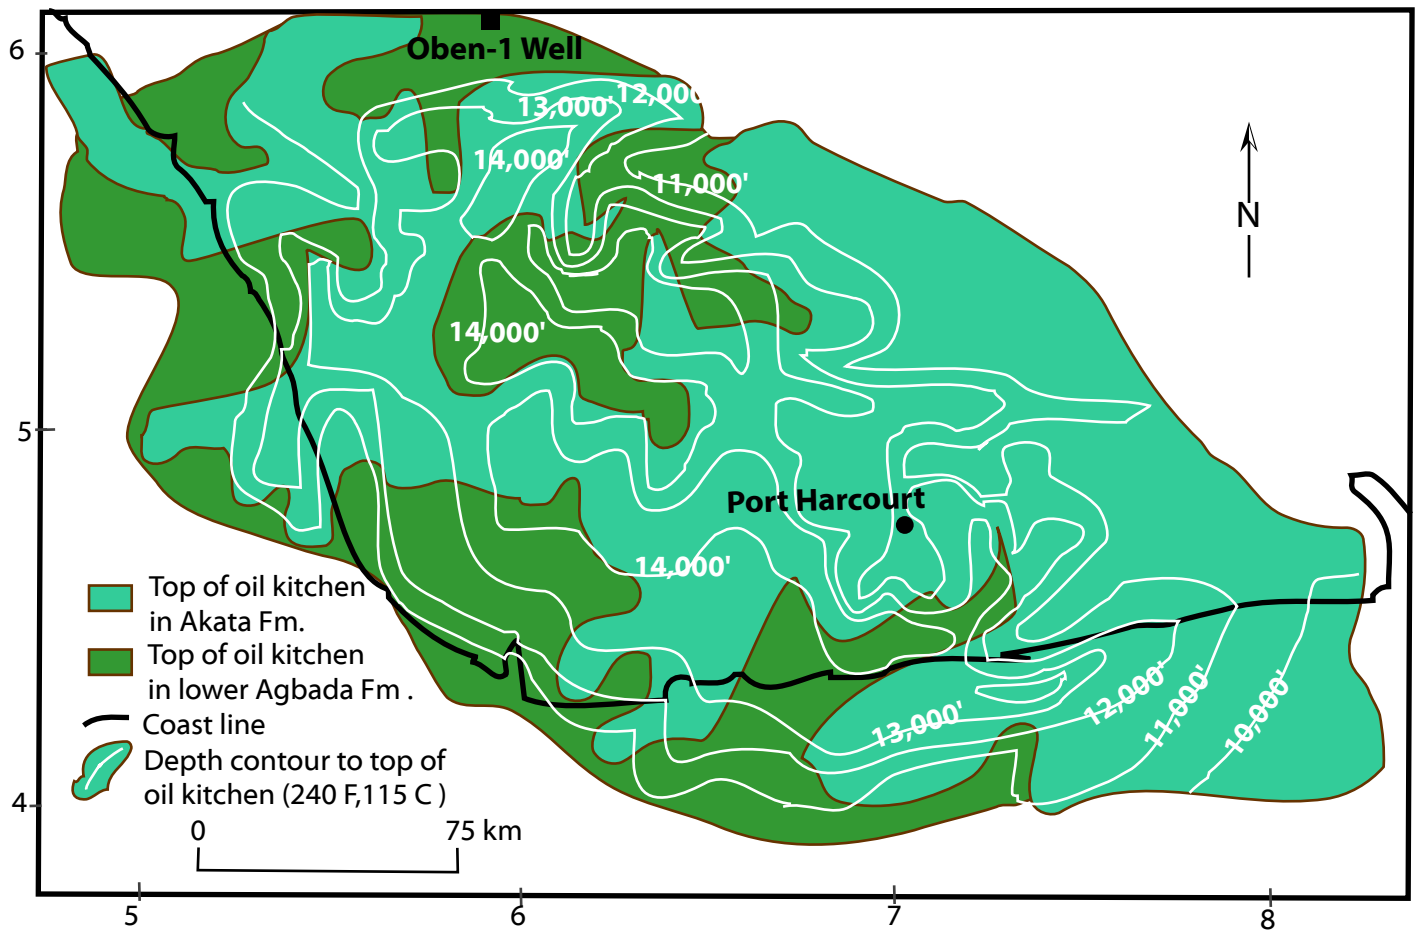 6
Oben-1 Well
13,000'
12,000
14,000'
11,000'
N
14,000'
5
Port Harcourt
14,000'
Top of oil kitchen
in Akata Fm.
Top of oil kitchen
in lower Agbada Fm .
Coast line
Depth contour to top of
oil kitchen (240 F,115 C )
13,000'
12,000'
11,000'
10,000'
4
0 75 km
5 6 7 8